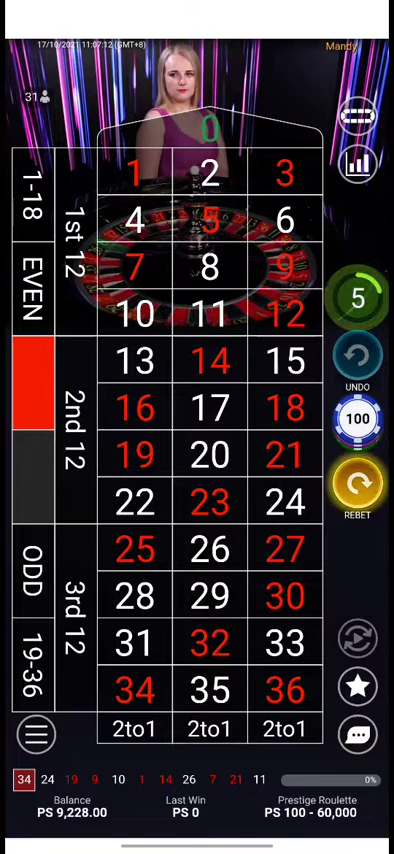 17/10/2021 11:07:12 (GMT+8)
Mandy
31
0
1-18
EVEN
ODD
19-36
1st 12
2nd 12
3rd 12
1 2 3
4 5 6
7 8 9
10 11 12
13 14 15
16 17 18
19 20 21
22 23 24
25 26 27
28 29 30
31 32 33
34 35 36
2to1 2to1 2to1
5
UNDO
100
REBET
34 24 19 9 10 1 14 26 7 21 11
0%
Balance
PS 9,228.00
Last Win
PS 0
Prestige Roulette
PS 100 - 60,000